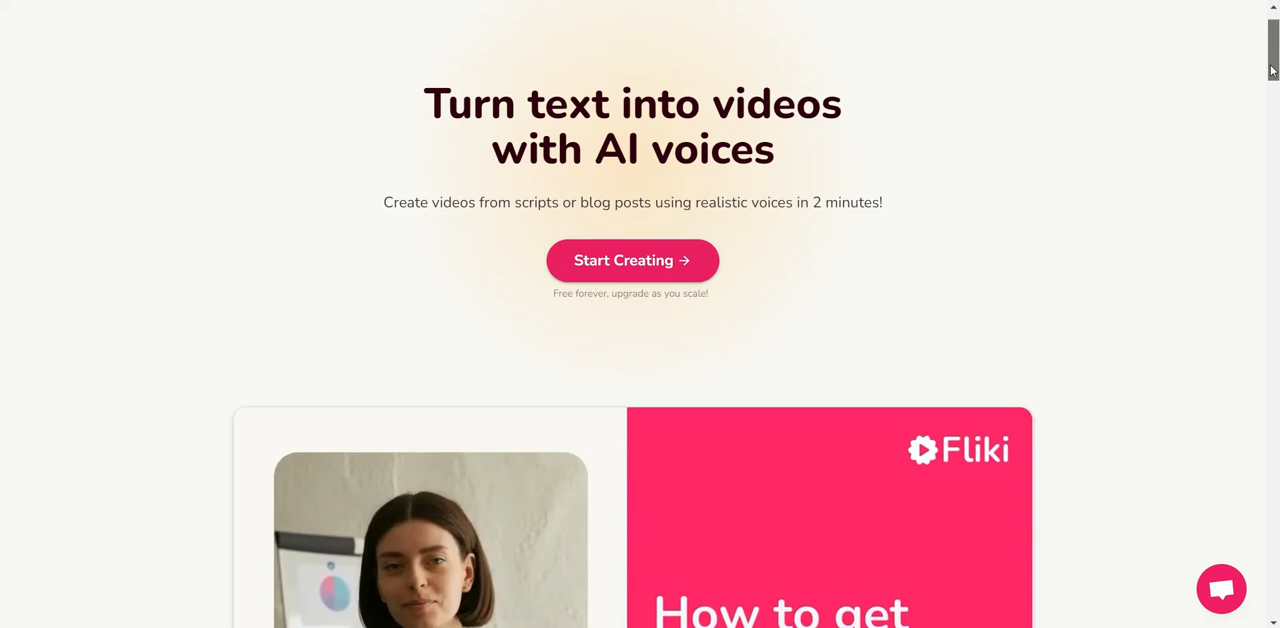 Turn text into videos
with AI voices
Create videos from scripts or blog posts using realistic voices in 2 minutes!
Start Creating →
Free forever, upgrade as you scale!
Fliki
How to get